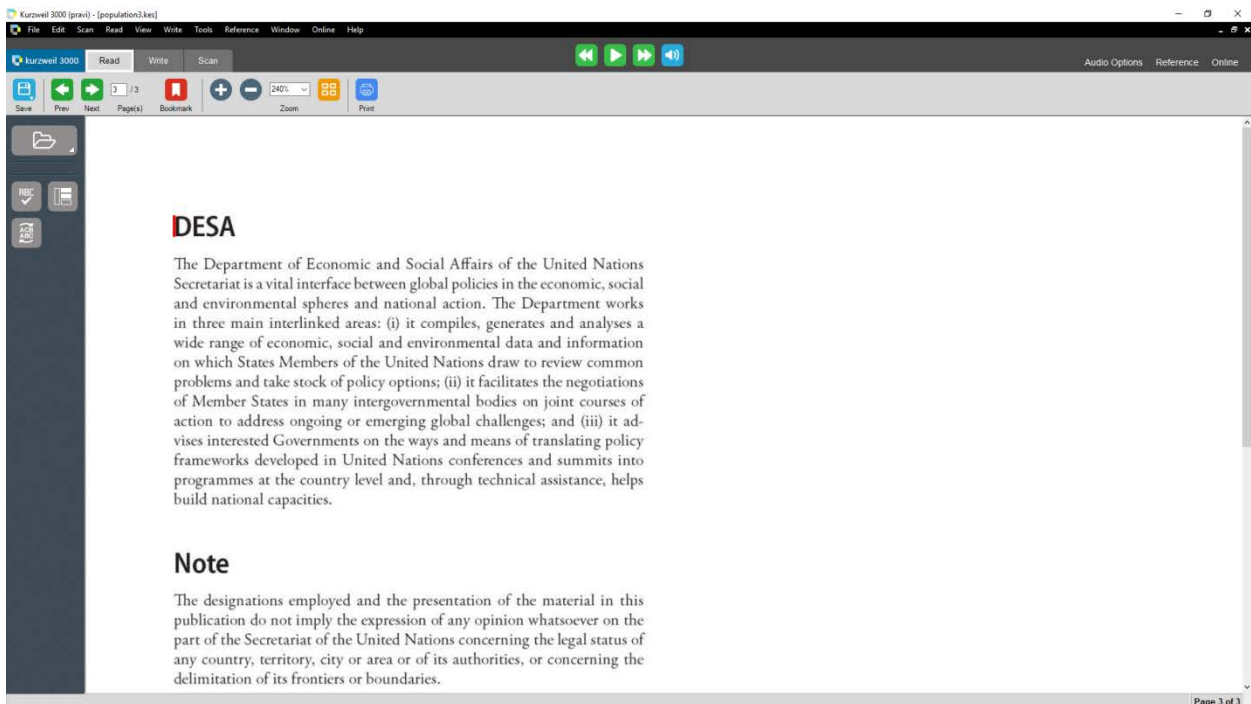 Kurzweil 3000 (pravi) - [population3.kes]
File Edit Scan Read View Write Tools Reference Window Online Help
kurzweil 3000 Read Write Scan
Audio Options Reference Online
3 /3 240%
Save Prev Next Page(s) Bookmark Zoom Print
ABC
ACB
ABC
DESA
The Department of Economic and Social Affairs of the United Nations
Secretariat is a vital interface between global policies in the economic, social
and environmental spheres and national action. The Department works
in three main interlinked areas: (i) it compiles, generates and analyses a
wide range of economic, social and environmental data and information
on which States Members of the United Nations draw to review common
problems and take stock of policy options; (ii) it facilitates the negotiations
of Member States in many intergovernmental bodies on joint courses of
action to address ongoing or emerging global challenges; and (iii) it ad-
vises interested Governments on the ways and means of translating policy
frameworks developed in United Nations conferences and summits into
programmes at the country level and, through technical assistance, helps
build national capacities.
Note
The designations employed and the presentation of the material in this
publication do not imply the expression of any opinion whatsoever on the
part of the Secretariat of the United Nations concerning the legal status of
any country, territory, city or area or of its authorities, or concerning the
delimitation of its frontiers or boundaries.
Page 3 of 3